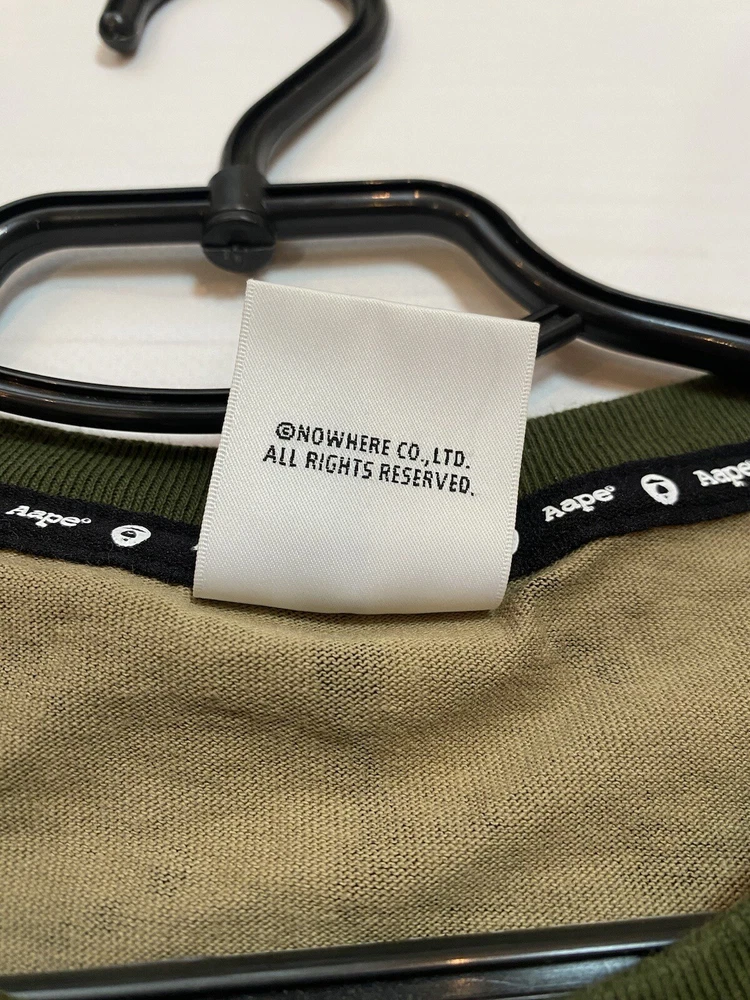 ©NOWHERE CO.,LTD.
ALL RIGHTS RESERVED.
Aape®
Aape®
Aape